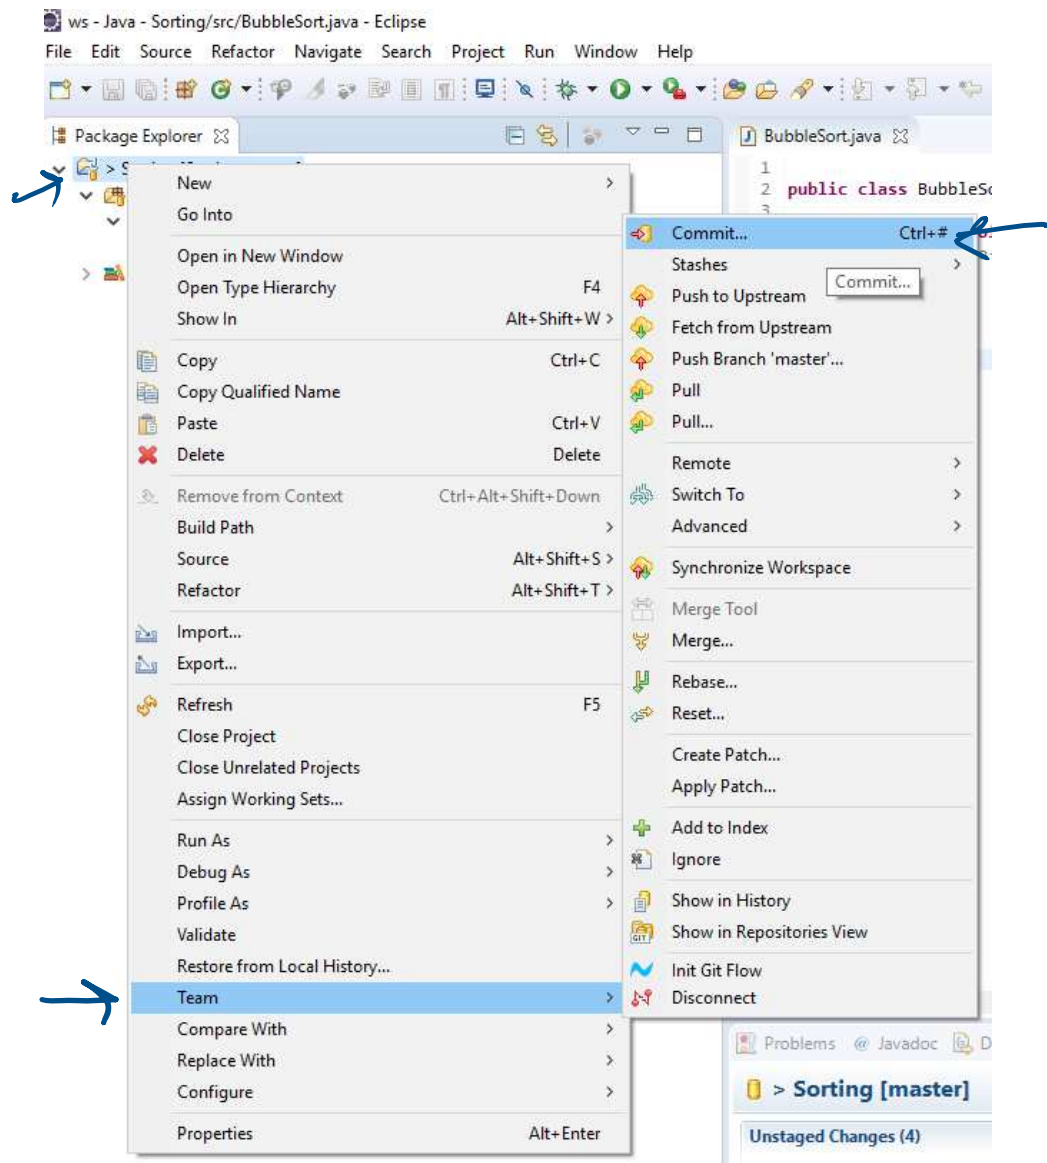 ws - Java - Sorting/src/BubbleSort.java - Eclipse
File Edit Source Refactor Navigate Search Project Run Window Help
Package Explorer
BubbleSort.java
1
2 public class BubbleSo
3
New
Go Into
Open in New Window
Open Type Hierarchy F4
Show In Alt+Shift+W >
Copy Ctrl+C
Copy Qualified Name
Paste Ctrl+V
Delete Delete
Remove from Context Ctrl+Alt+Shift+Down
Build Path >
Source Alt+Shift+S >
Refactor Alt+Shift+T >
Import...
Export...
Refresh F5
Close Project
Close Unrelated Projects
Assign Working Sets...
Run As >
Debug As >
Profile As >
Validate
Restore from Local History...
Team >
Compare With >
Replace With >
Configure >
Properties Alt+Enter
Commit... Ctrl+#
Stashes >
Commit...
Push to Upstream
Fetch from Upstream
Push Branch 'master'...
Pull
Pull...
Remote >
Switch To >
Advanced >
Synchronize Workspace
Merge Tool
Merge...
Rebase...
Reset...
Create Patch...
Apply Patch...
Add to Index
Ignore
Show in History
GIT Show in Repositories View
Init Git Flow
Disconnect
Problems @ Javadoc D
> Sorting [master]
Unstaged Changes (4)